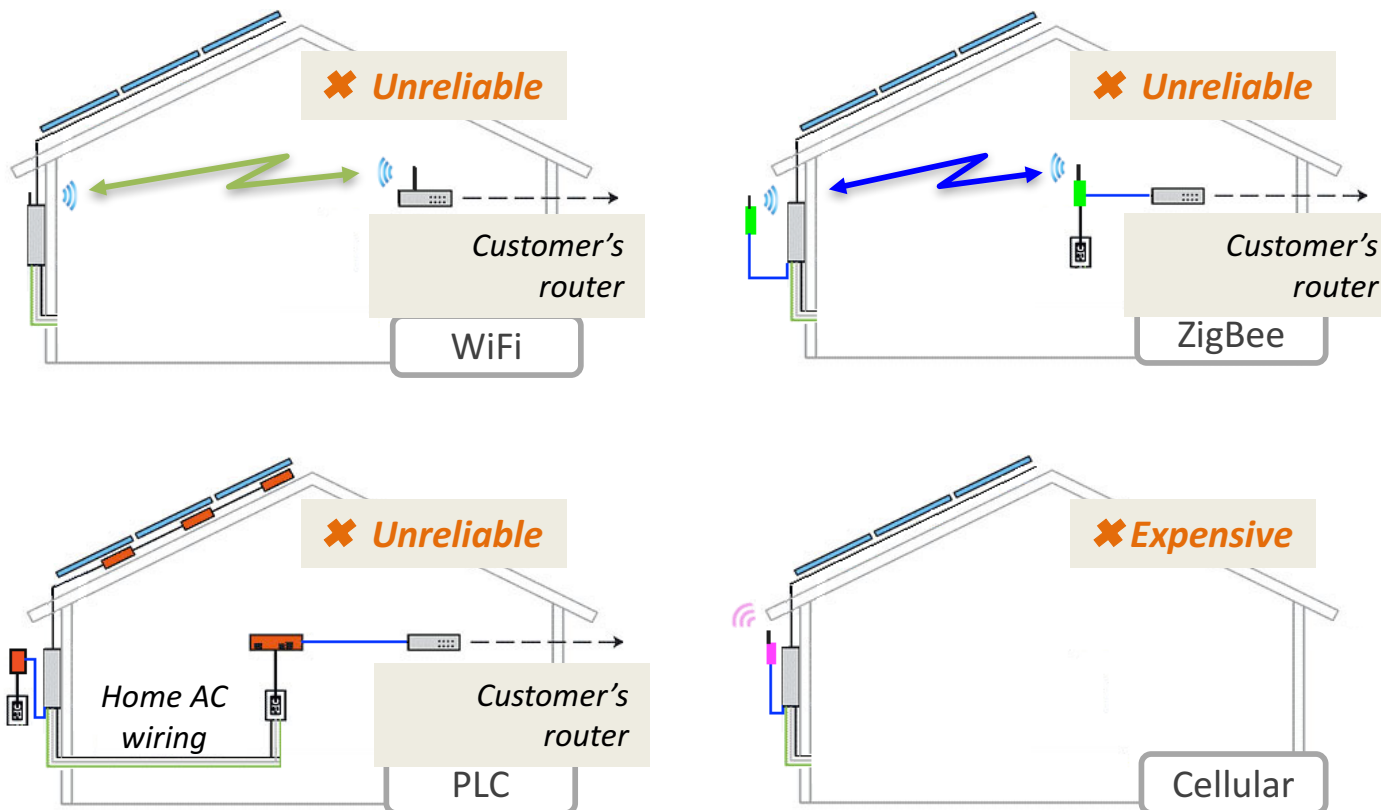 ✖ Unreliable
Customer’s
router
WiFi
✖ Unreliable
Customer’s
router
ZigBee
✖ Unreliable
Home AC
wiring
Customer’s
router
PLC
✖ Expensive
Cellular